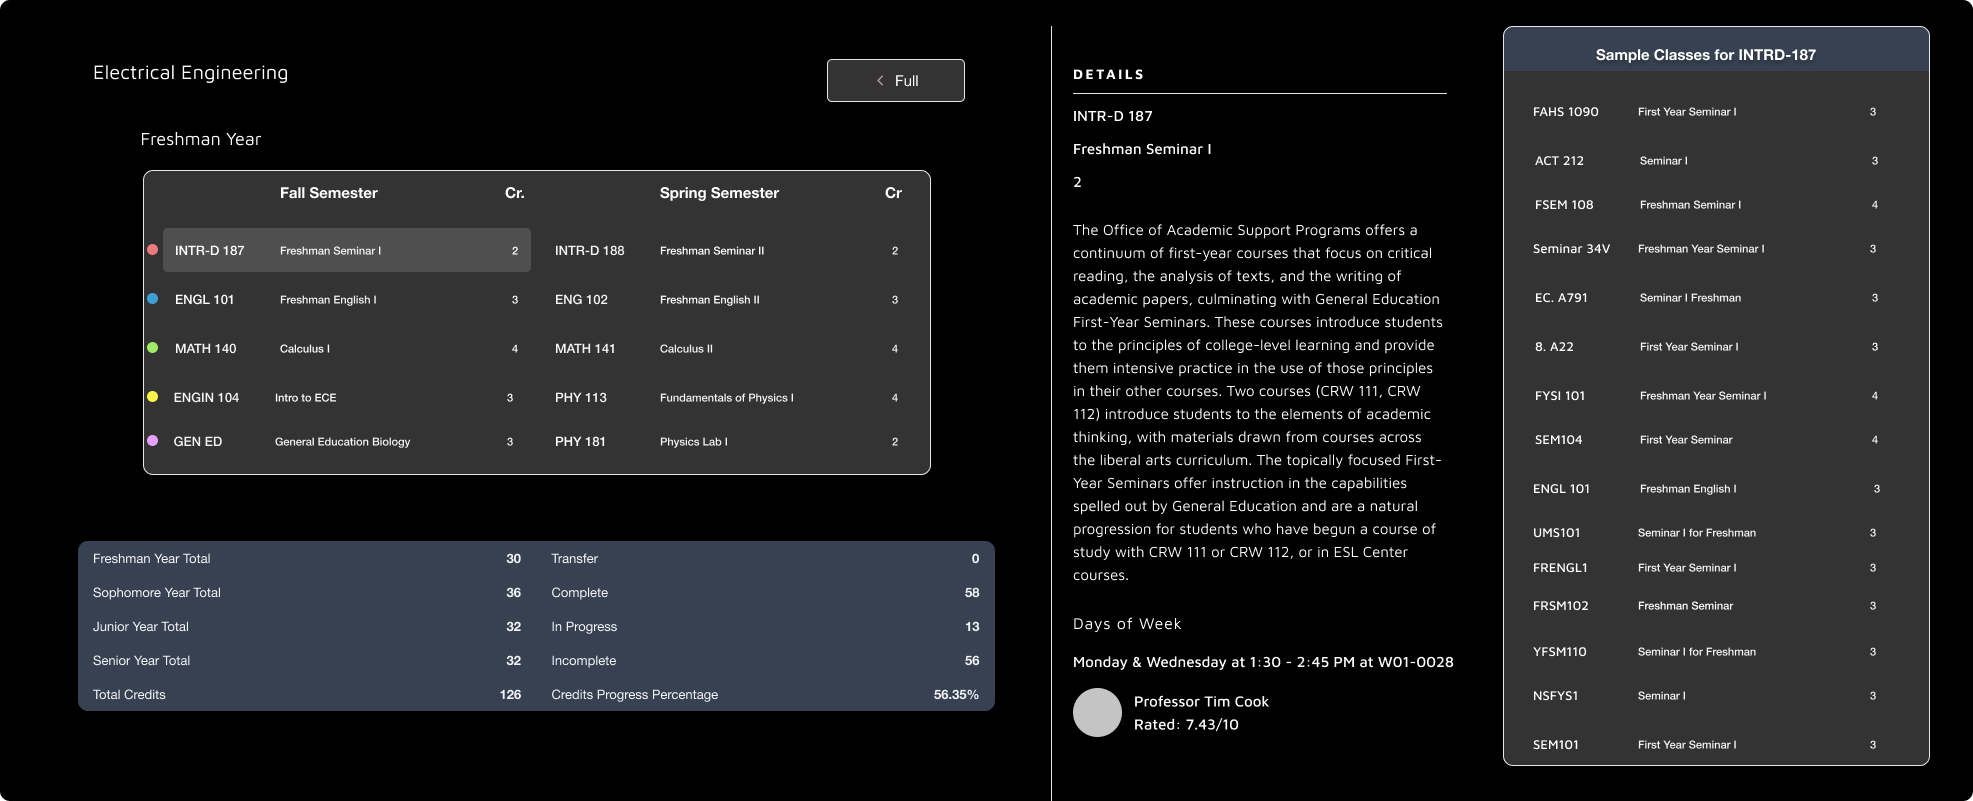 Electrical Engineering
Full
Freshman Year
Fall Semester Cr. Spring Semester Cr
INTR-D 187 Freshman Seminar I 2 INTR-D 188 Freshman Seminar II 2
ENGL 101 Freshman English I 3 ENG 102 Freshman English II 3
MATH 140 Calculus I 4 MATH 141 Calculus II 4
ENGIN 104 Intro to ECE 3 PHY 113 Fundamentals of Physics I 4
GEN ED General Education Biology 3 PHY 181 Physics Lab I 2
Freshman Year Total 30 Transfer 0
Sophomore Year Total 36 Complete 58
Junior Year Total 32 In Progress 13
Senior Year Total 32 Incomplete 56
Total Credits 126 Credits Progress Percentage 56.35%
DETAILS
INTR-D 187
Freshman Seminar I
2
The Office of Academic Support Programs offers a
continuum of first-year courses that focus on critical
reading, the analysis of texts, and the writing of
academic papers, culminating with General Education
First-Year Seminars. These courses introduce students
to the principles of college-level learning and provide
them intensive practice in the use of those principles
in their other courses. Two courses (CRW 111, CRW
112) introduce students to the elements of academic
thinking, with materials drawn from courses across
the liberal arts curriculum. The topically focused First-
Year Seminars offer instruction in the capabilities
spelled out by General Education and are a natural
progression for students who have begun a course of
study with CRW 111 or CRW 112, or in ESL Center
courses.
Days of Week
Monday & Wednesday at 1:30 - 2:45 PM at W01-0028
Professor Tim Cook
Rated: 7.43/10
Sample Classes for INTRD-187
FAHS 1090 First Year Seminar I 3
ACT 212 Seminar I 3
FSEM 108 Freshman Seminar I 4
Seminar 34V Freshman Year Seminar I 3
EC. A791 Seminar I Freshman 3
8. A22 First Year Seminar I 3
FYSI 101 Freshman Year Seminar I 4
SEM104 First Year Seminar 4
ENGL 101 Freshman English I 3
UMS101 Seminar I for Freshman 3
FRENGL1 First Year Seminar I 3
FRSM102 Freshman Seminar 3
YFSM110 Seminar I for Freshman 3
NSFYS1 Seminar I 3
SEM101 First Year Seminar I 3